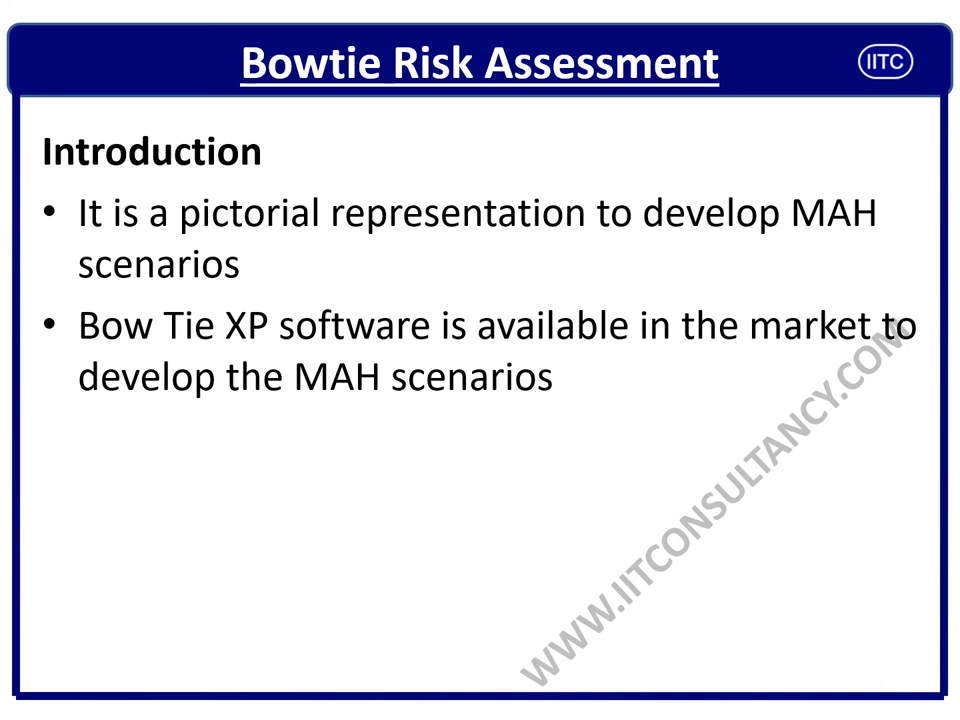 Bowtie Risk Assessment
IITC
Introduction
• It is a pictorial representation to develop MAH
scenarios
• Bow Tie XP software is available in the market to
develop the MAH scenarios
WWW.IITCONSULTANCY.COM